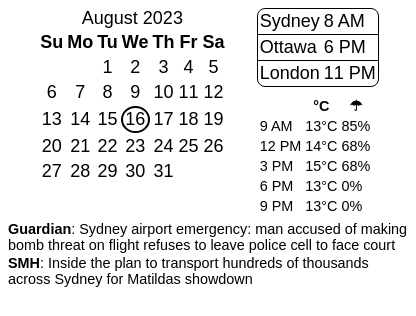 August 2023
Su Mo Tu We Th Fr Sa
1 2 3 4 5
6 7 8 9 10 11 12
13 14 15 16 17 18 19
20 21 22 23 24 25 26
27 28 29 30 31
Sydney 8 AM
Ottawa 6 PM
London 11 PM
°C ☂
9 AM 13°C 85%
12 PM 14°C 68%
3 PM 15°C 68%
6 PM 13°C 0%
9 PM 13°C 0%
Guardian: Sydney airport emergency: man accused of making
bomb threat on flight refuses to leave police cell to face court
SMH: Inside the plan to transport hundreds of thousands
across Sydney for Matildas showdown